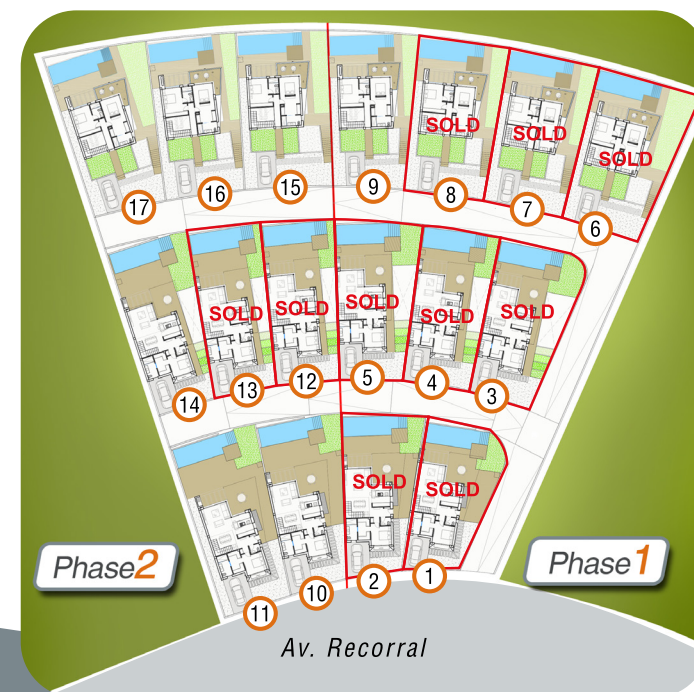 SOLD SOLD SOLD
17 16 15 9 8 7 6
SOLD SOLD SOLD SOLD SOLD
14 13 12 5 4 3
SOLD SOLD
11 10 2 1
Phase2
Phase1
Av. Recorral